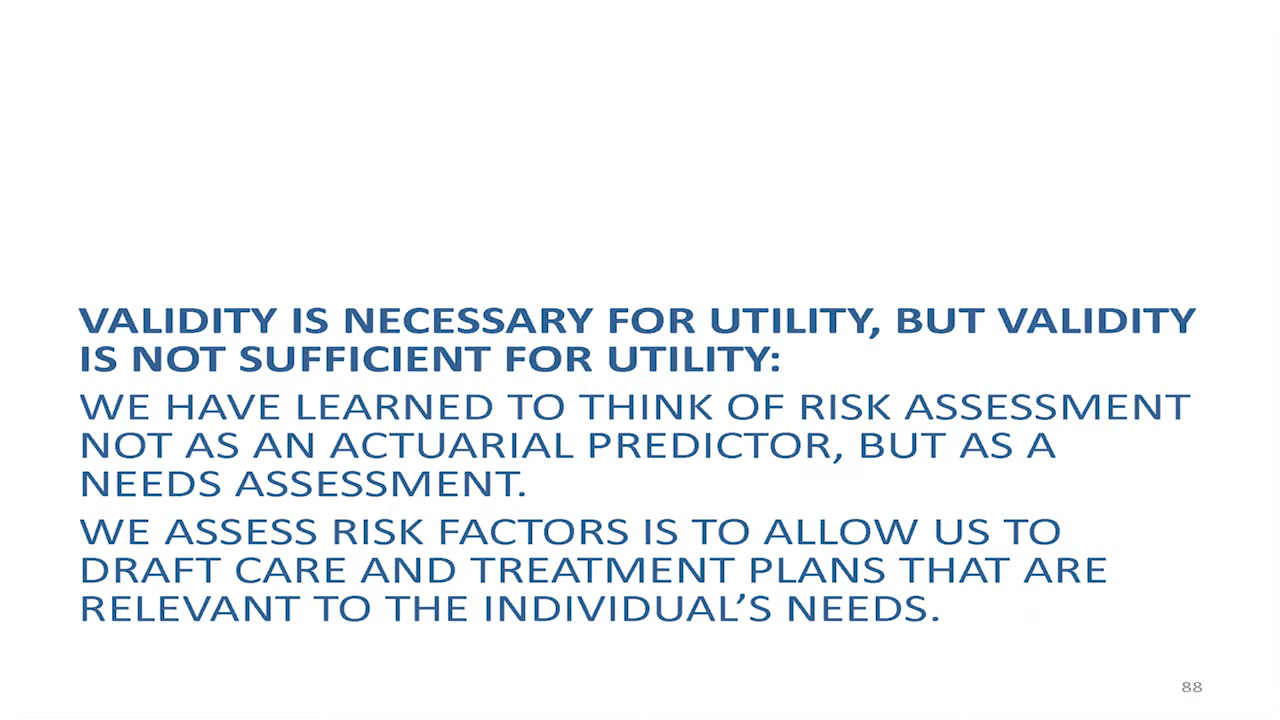 VALIDITY IS NECESSARY FOR UTILITY, BUT VALIDITY
IS NOT SUFFICIENT FOR UTILITY:
WE HAVE LEARNED TO THINK OF RISK ASSESSMENT
NOT AS AN ACTUARIAL PREDICTOR, BUT AS A
NEEDS ASSESSMENT.
WE ASSESS RISK FACTORS IS TO ALLOW US TO
DRAFT CARE AND TREATMENT PLANS THAT ARE
RELEVANT TO THE INDIVIDUAL’S NEEDS.
88